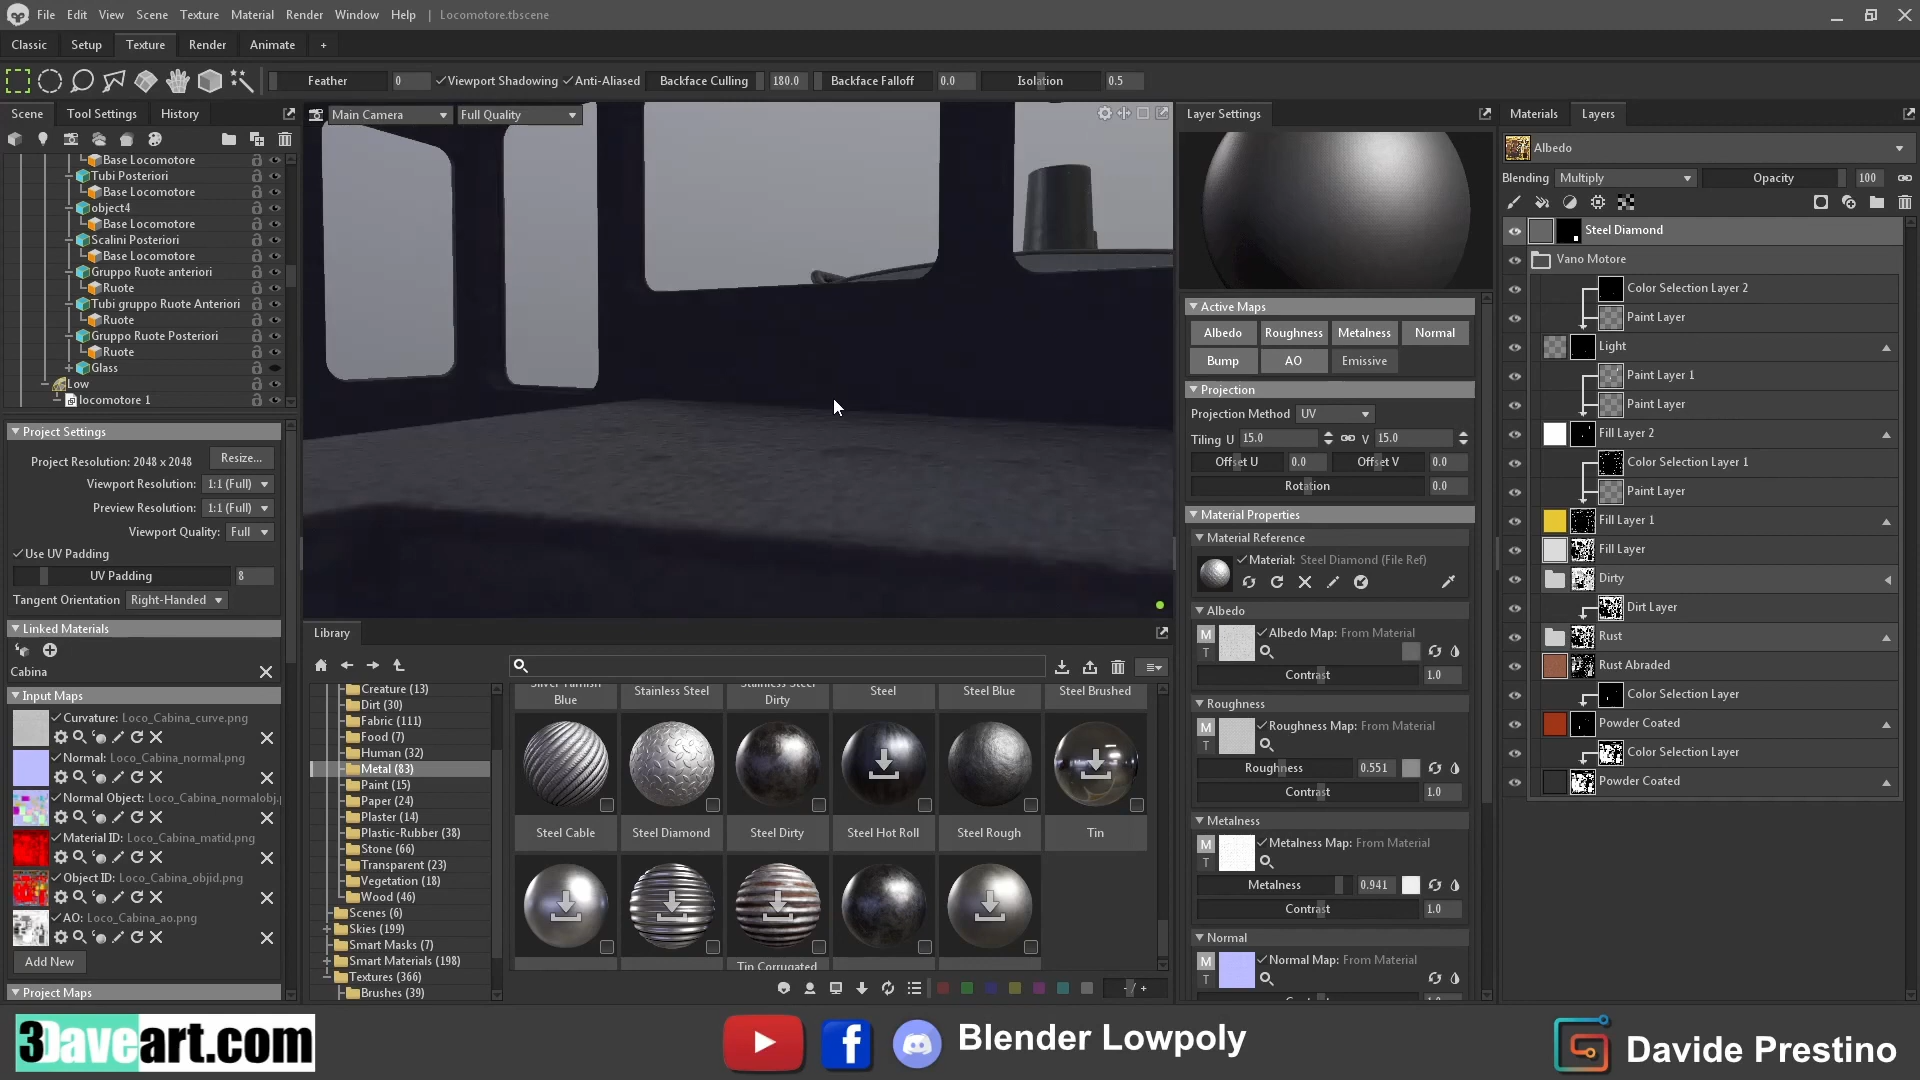 File Edit View Scene Texture Material Render Window Help | Locomotore.tbscene
Classic Setup Texture Render Animate +
Feather 0 Viewport Shadowing Anti-Aliased Backface Culling 180.0 Backface Falloff 0.0 Isolation 0.5
Scene Tool Settings History
Base Locomotore
Tubi Posteriori
Base Locomotore
object4
Base Locomotore
Scalini Posteriori
Base Locomotore
Gruppo Ruote anteriori
Ruote
Tubi gruppo Ruote Anteriori
Ruote
Gruppo Ruote Posteriori
Ruote
Glass
Low
locomotore 1
Project Settings
Project Resolution: 2048 x 2048 Resize...
Viewport Resolution: 1:1 (Full)
Preview Resolution: 1:1 (Full)
Viewport Quality: Full
Use UV Padding
UV Padding 8
Tangent Orientation Right-Handed
Linked Materials
Cabina
Input Maps
Curvature: Loco_Cabina_curve.png
Normal: Loco_Cabina_normal.png
Normal Object: Loco_Cabina_normalobj.
Material ID: Loco_Cabina_matid.png
Object ID: Loco_Cabina_objid.png
AO: Loco_Cabina_ao.png
Add New
Project Maps
Main Camera Full Quality
Library
Creature (13)
Dirt (30)
Fabric (111)
Food (7)
Human (32)
Metal (83)
Paint (15)
Paper (24)
Plaster (14)
Plastic-Rubber (38)
Stone (66)
Transparent (23)
Vegetation (18)
Wood (46)
Scenes (6)
Skies (199)
Smart Masks (7)
Smart Materials (198)
Textures (366)
Brushes (39)
Silver Tarnish Blue
Stainless Steel
Stainless Steel Dirty
Steel
Steel Blue
Steel Brushed
Steel Cable
Steel Diamond
Steel Dirty
Steel Hot Roll
Steel Rough
Tin
Tin Corrugated
- / +
Layer Settings
Active Maps
Albedo Roughness Metalness Normal
Bump AO Emissive
Projection
Projection Method UV
Tiling U 15.0 V 15.0
Offset U 0.0 Offset V 0.0
Rotation 0.0
Material Properties
Material Reference
Material: Steel Diamond (File Ref)
Albedo
M Albedo Map: From Material
T
Contrast 1.0
Roughness
M Roughness Map: From Material
T
Roughness 0.551
Contrast 1.0
Metalness
M Metalness Map: From Material
T
Metalness 0.941
Contrast 1.0
Normal
M Normal Map: From Material
T
Materials Layers
Albedo
Blending Multiply Opacity 100
Steel Diamond
Vano Motore
Color Selection Layer 2
Paint Layer
Light
Paint Layer 1
Paint Layer
Fill Layer 2
Color Selection Layer 1
Paint Layer
Fill Layer 1
Fill Layer
Dirty
Dirt Layer
Rust
Rust Abraded
Color Selection Layer
Powder Coated
Color Selection Layer
Powder Coated
3Daveart.com
f
Blender Lowpoly
Davide Prestino